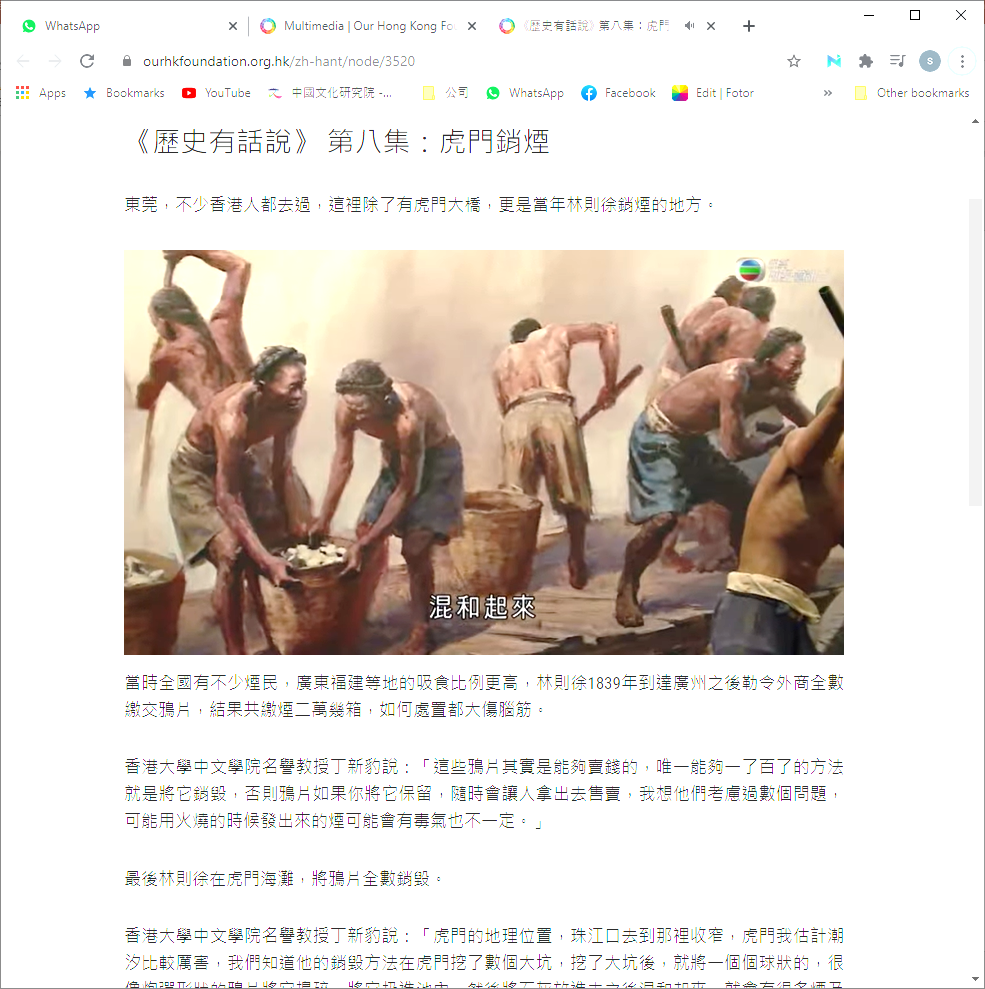 WhatsApp
Multimedia | Our Hong Kong Fo
《歷史有話說》第八集：虎門
ourhkfoundation.org.hk/zh-hant/node/3520
S
Apps
Bookmarks
YouTube
中國文化研究院 -...
公司
WhatsApp
Facebook
Edit | Fotor
»
Other bookmarks
《歷史有話說》 第八集：虎門銷煙
東莞，不少香港人都去過，這裡除了有虎門大橋，更是當年林則徐銷煙的地方。
混和起來
當時全國有不少煙民，廣東福建等地的吸食比例更高，林則徐1839年到達廣州之後勒令外商全數
繳交鴉片，結果共繳煙二萬幾箱，如何處置都大傷腦筋。
香港大學中文學院名譽教授丁新豹說：「這些鴉片其實是能夠賣錢的，唯一能夠一了百了的方法
就是將它銷毀，否則鴉片如果你將它保留，隨時會讓人拿出去售賣，我想他們考慮過數個問題，
可能用火燒的時候發出來的煙可能會有毒氣也不一定。」
最後林則徐在虎門海灘，將鴉片全數銷毀。
香港大學中文學院名譽教授丁新豹說：「虎門的地理位置，珠江口去到那裡收窄，虎門我估計潮
汐比較厲害，我們知道他的銷毀方法在虎門挖了數個大坑，挖了大坑後，就將一個個球狀的，很